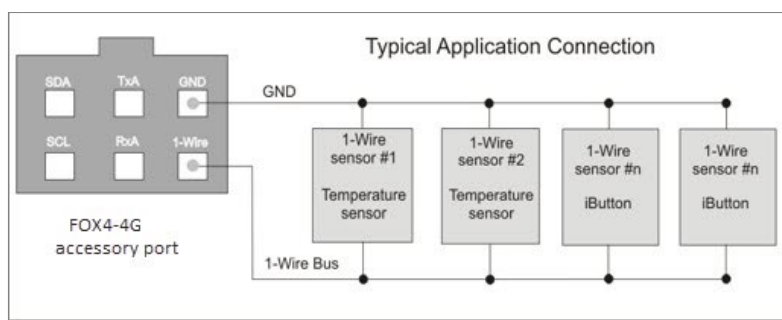 Typical Application Connection
SDA TxA GND
SCL RxA 1-Wire
FOX4-4G
accessory port
GND
1-Wire Bus
1-Wire
sensor #1
Temperature
sensor
1-Wire
sensor #2
Temperature
sensor
1-Wire
sensor #n
iButton
1-Wire
sensor #n
iButton